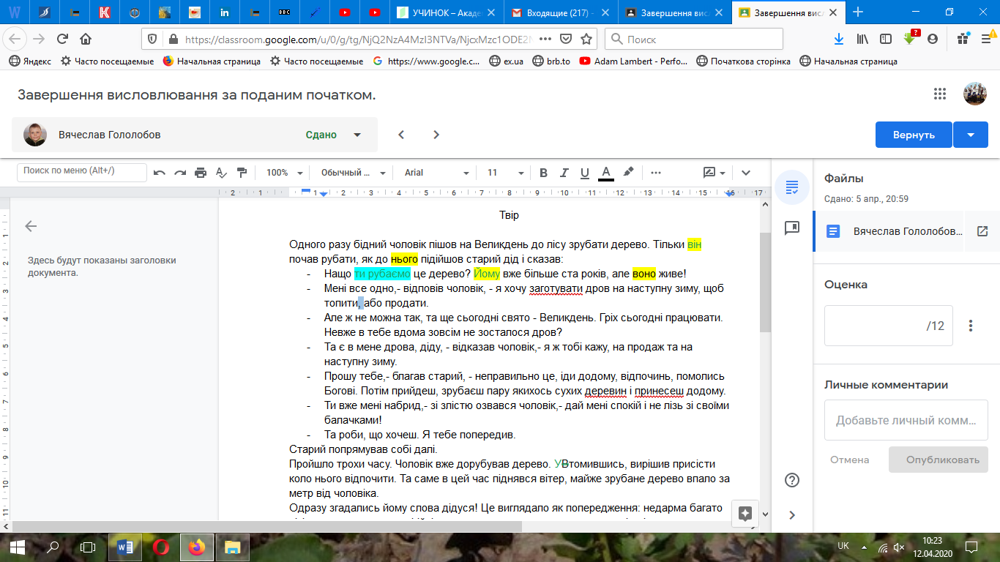 УЧИНОК – Акаде
Входящие (217) -
Завершення висл
Завершення висл
https://classroom.google.com/u/0/g/tg/NjQ2NzA4MzI3NTVa/NjcxMzc1ODE2N
Поиск
Яндекс
Часто посещаемые
Начальная страница
Часто посещаемые
https://www.google.c...
ex.ua
brb.to
Adam Lambert - Perfo...
Початкова сторінка
Начальная страница
Завершення висловлювання за поданим початком.
Вячеслав Гололобов
Сдано
Вернуть
Поиск по меню (Alt+/)
100%
Обычный ...
Arial
11
Файлы
Сдано: 5 апр., 20:59
Вячеслав Гололобов...
Оценка
/12
Личные комментарии
Добавьте личный комм...
Отмена
Опубликовать
Здесь будут показаны заголовки
документа.
Твір
Одного разу бідний чоловік пішов на Великдень до лісу зрубати дерево. Тільки він
почав рубати, як до нього підійшов старий дід і сказав:
- Нащо ти рубаємо це дерево? Йому вже більше ста років, але воно живе!
- Мені все одно,- відповів чоловік, - я хочу заготувати дров на наступну зиму, щоб
топити, або продати.
- Але ж не можна так, та ще сьогодні свято - Великдень. Гріх сьогодні працювати.
Невже в тебе вдома зовсім не зосталося дров?
- Та є в мене дрова, діду, - відказав чоловік,- я ж тобі кажу, на продаж та на
наступну зиму.
- Прошу тебе,- благав старий, - неправильно це, іди додому, відпочинь, помолись
Богові. Потім прийдеш, зрубаєш пару якихось сухих деревин і принесеш додому.
- Ти вже мені набрид,- зі злістю озвався чоловік,- дай мені спокій і не лізь зі своїми
балачками!
- Та роби, що хочеш. Я тебе попередив.
Старий попрямував собі далі.
Пройшло трохи часу. Чоловік вже дорубував дерево. УВтомившись, вирішив присісти
коло нього відпочити. Та саме в цей час піднявся вітер, майже зрубане дерево впало за
метр від чоловіка.
Одразу згадались йому слова дідуся! Це виглядало як попередження: недарма багато
UK
10:23
12.04.2020